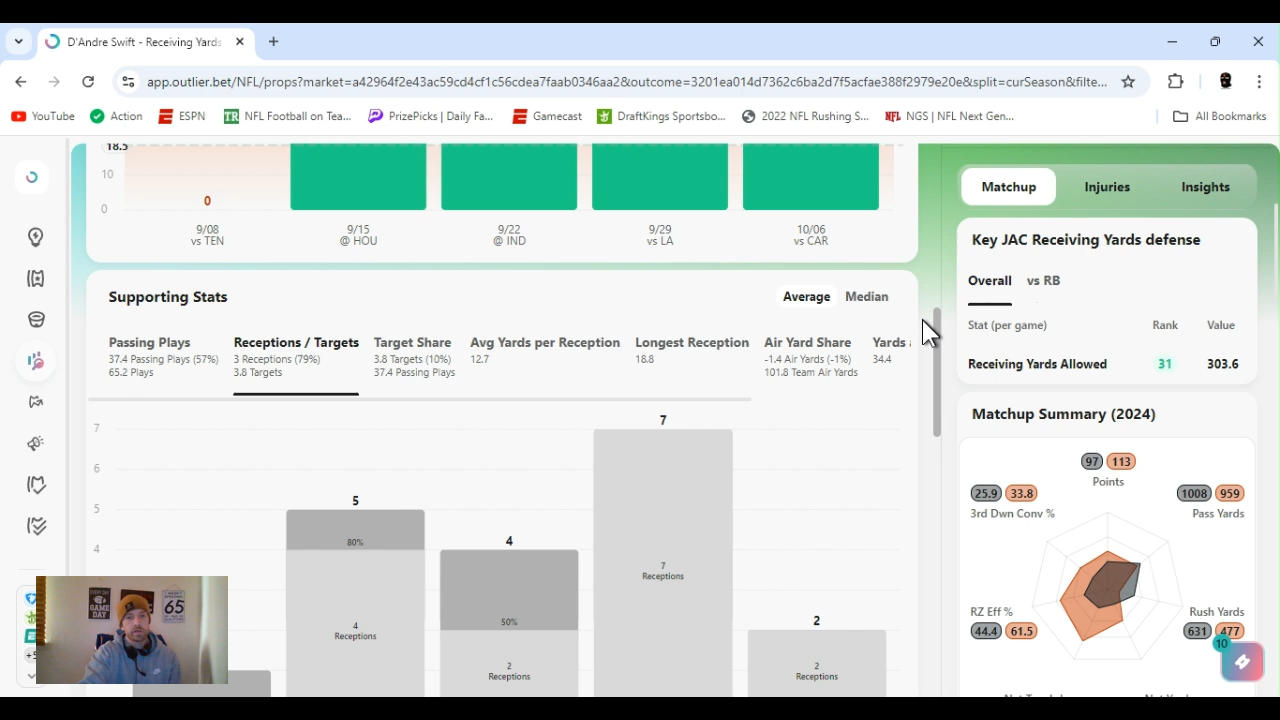 D'Andre Swift - Receiving Yards
app.outlier.bet/NFL/props?market=a42964f2e43ac59cd4cf1c56cdea7faab0346aa2&outcome=3201ea014d7362c6ba2d7f5acfae388f2979e20e&split=curSeason&filte...
YouTube Action ESPN NFL Football on Tea... PrizePicks | Daily Fa... Gamecast DraftKings Sportsbo... 2022 NFL Rushing S... NFL NGS | NFL Next Gen... All Bookmarks
18.5
10
0
0
9/08 9/15 9/22 9/29 10/06
vs TEN @ HOU @ IND vs LA vs CAR
Supporting Stats
Average Median
Passing Plays Receptions / Targets Target Share Avg Yards per Reception Longest Reception Air Yard Share Yards
37.4 Passing Plays (57%) 3 Receptions (79%) 3.8 Targets (10%) 12.7 18.8 -1.4 Air Yards (-1%) 34.4
65.2 Plays 3.8 Targets 37.4 Passing Plays 101.8 Team Air Yards
7
6
5
4
5
80%
4
Receptions
4
50%
2
Receptions
7
7
Receptions
2
2
Receptions
Matchup Injuries Insights
Key JAC Receiving Yards defense
Overall vs RB
Stat (per game) Rank Value
Receiving Yards Allowed 31 303.6
Matchup Summary (2024)
97 113
Points
25.9 33.8
3rd Dwn Conv %
1008 959
Pass Yards
RZ Eff %
44.4 61.5
Rush Yards
631 477
10
EVERY DAY
GAME
DAY
65